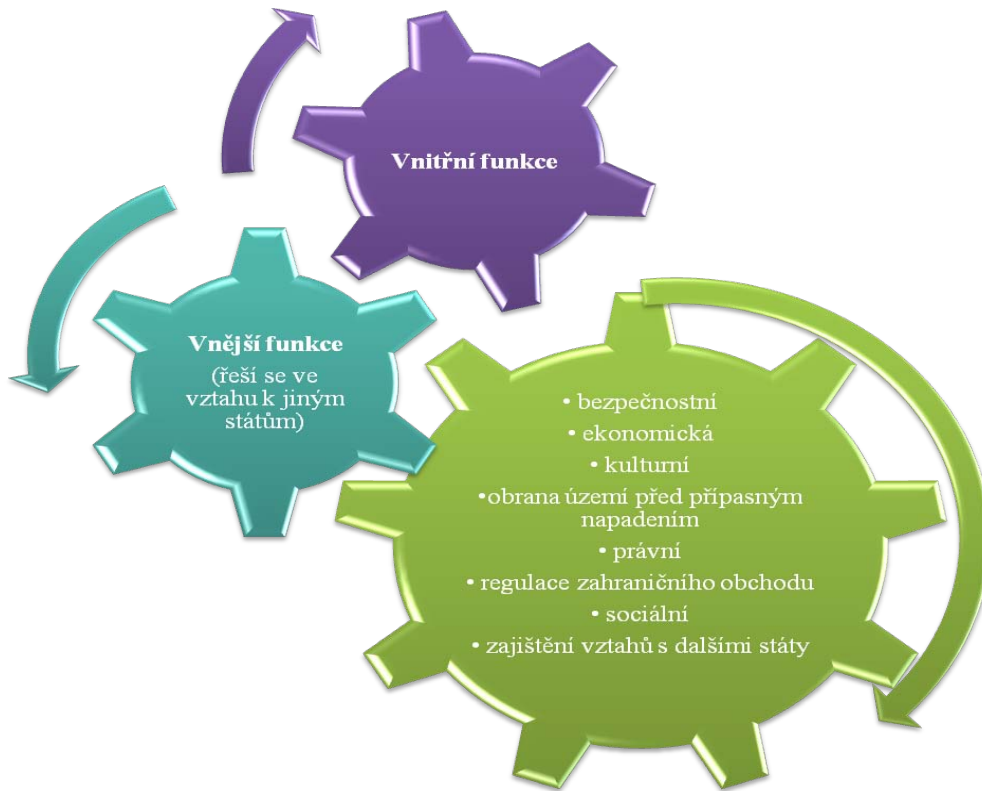 Vnitřní funkce
Vnější funkce
(řeší se ve
vztahu k jiným
státům)
• bezpečnostní
• ekonomická
• kulturní
•obrana území před přípasným
napadením
• právní
• regulace zahraničního obchodu
• sociální
• zajištění vztahů s dalšími státy